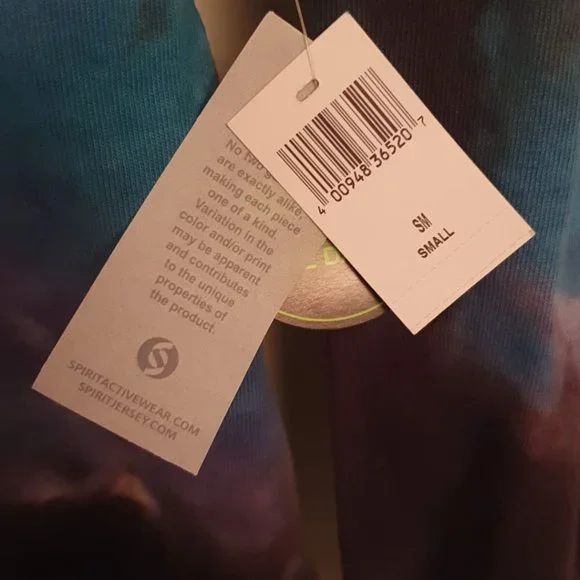 No two
are exactly alike,
making each piece
one of a kind.
Variation in the
color and/or print
may be apparent
and contributes
to the unique
properties of
the product.
SPIRITACTIVEWEAR.COM
SPIRITJERSEY.COM
4 00948 36520 7
SM
SMALL